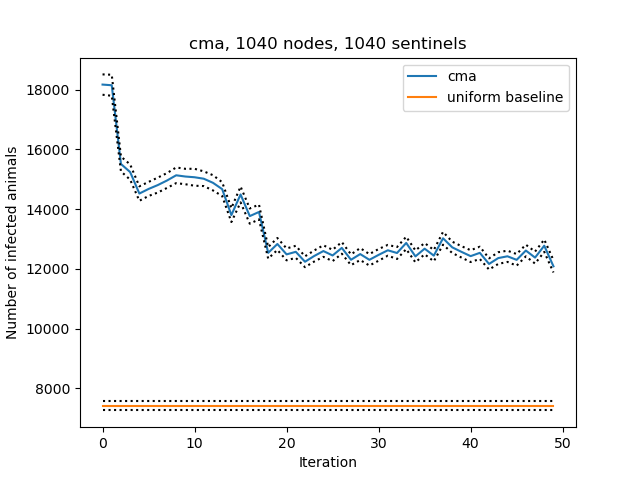 cma, 1040 nodes, 1040 sentinels
cma
uniform baseline
Number of infected animals
18000
16000
14000
12000
10000
8000
0 10 20 30 40 50
Iteration